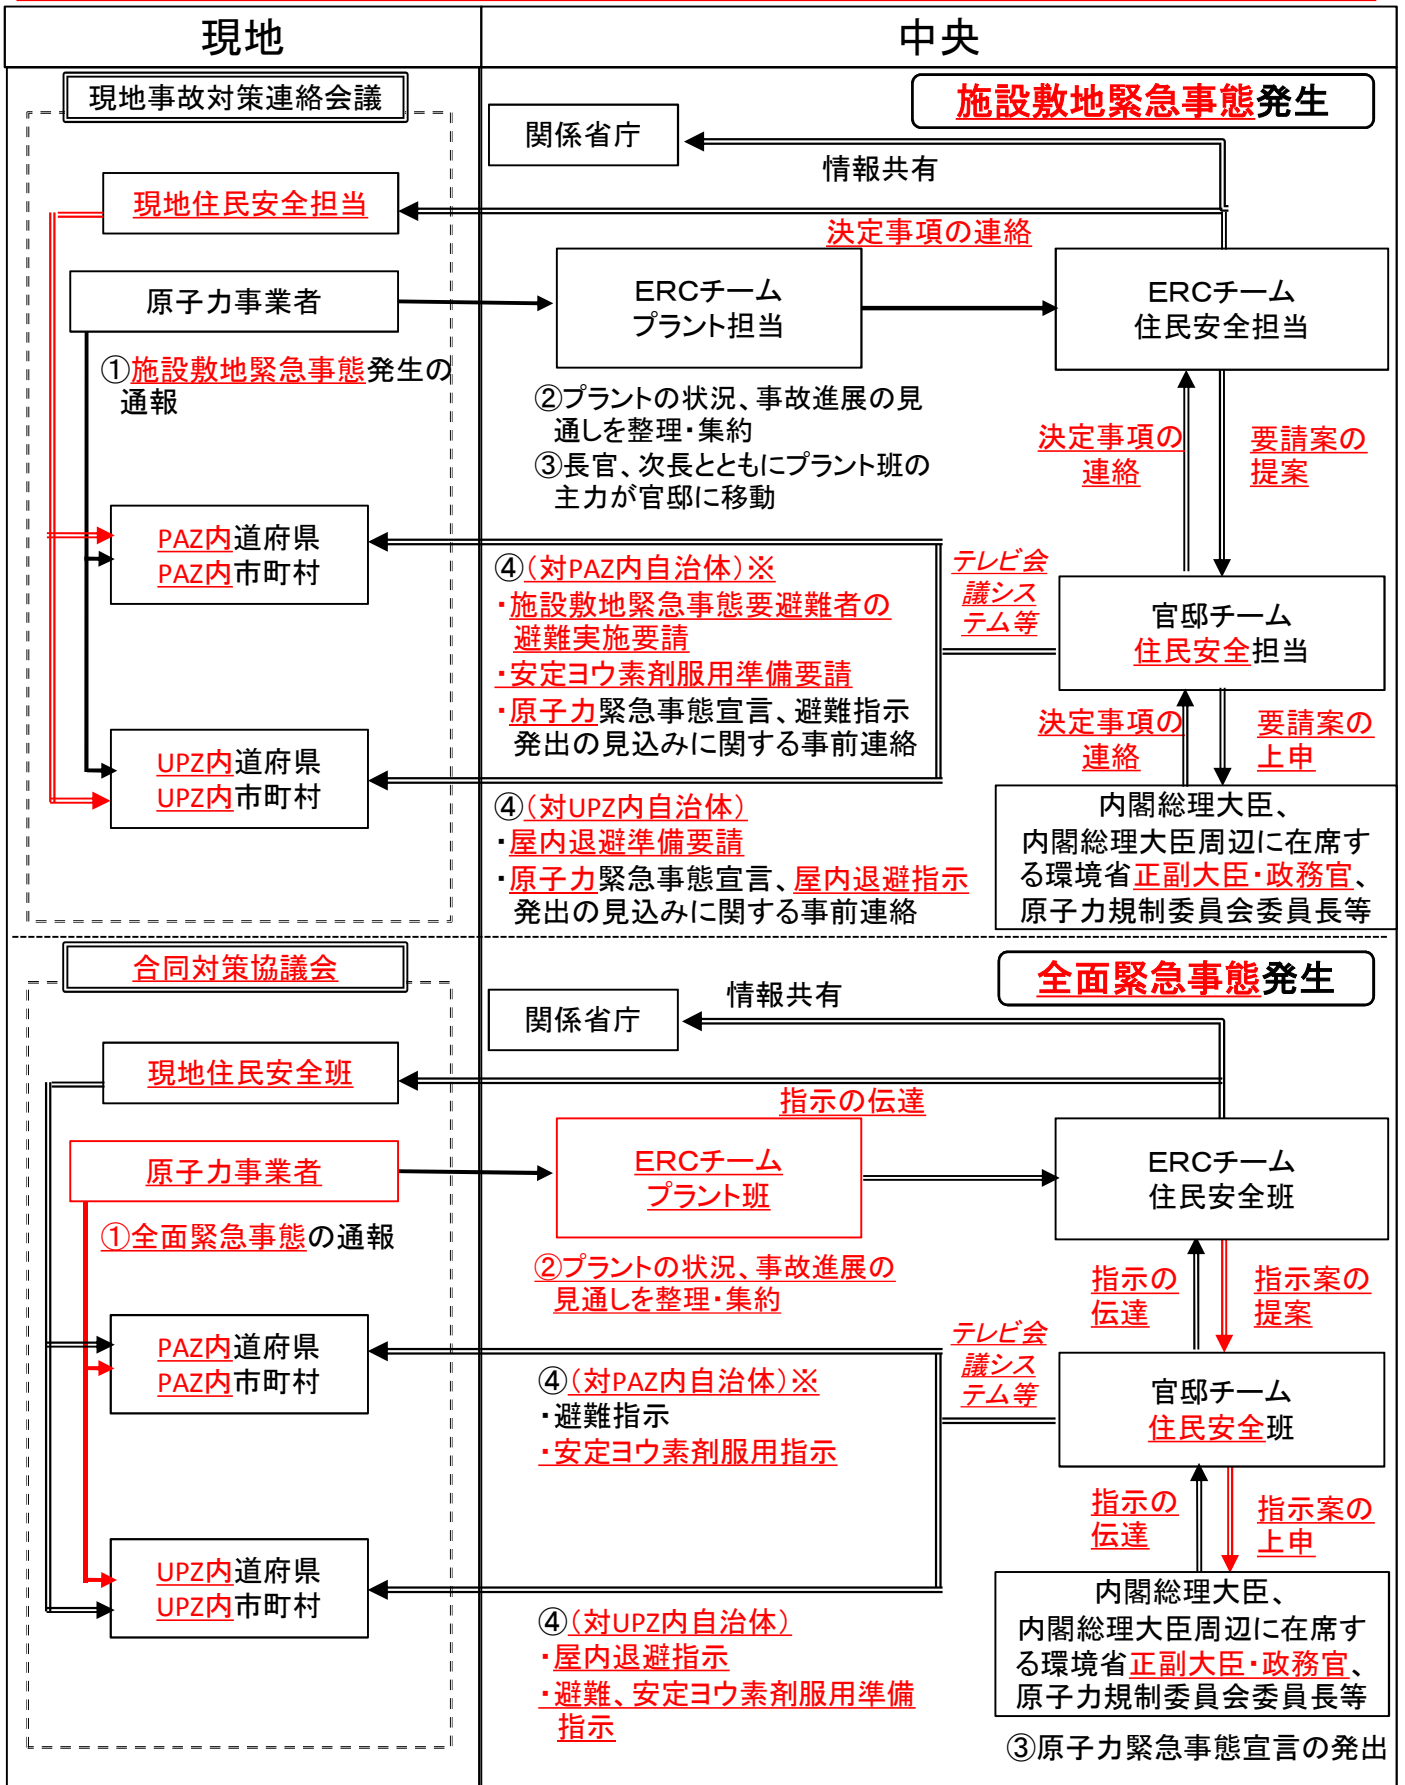 現地
中央
現地事故対策連絡会議
施設敷地緊急事態発生
関係省庁
情報共有
現地住民安全担当
決定事項の連絡
原子力事業者
ERCチーム
プラント担当
ERCチーム
住民安全担当
①施設敷地緊急事態発生の
通報
②プラントの状況、事故進展の見
通しを整理・集約
③長官、次長とともにプラント班の
主力が官邸に移動
決定事項の
連絡
要請案の
提案
PAZ内道府県
PAZ内市町村
④(対PAZ内自治体)※
・施設敷地緊急事態要避難者の
避難実施要請
・安定ヨウ素剤服用準備要請
・原子力緊急事態宣言、避難指示
発出の見込みに関する事前連絡
テレビ会
議シス
テム等
官邸チーム
住民安全担当
決定事項の
連絡
要請案の
上申
UPZ内道府県
UPZ内市町村
④(対UPZ内自治体)
・屋内退避準備要請
・原子力緊急事態宣言、屋内退避指示
発出の見込みに関する事前連絡
内閣総理大臣、
内閣総理大臣周辺に在席す
る環境省正副大臣・政務官、
原子力規制委員会委員長等
合同対策協議会
全面緊急事態発生
関係省庁
情報共有
現地住民安全班
指示の伝達
原子力事業者
ERCチーム
プラント班
ERCチーム
住民安全班
①全面緊急事態の通報
②プラントの状況、事故進展の
見通しを整理・集約
指示の
伝達
指示案の
提案
PAZ内道府県
PAZ内市町村
④(対PAZ内自治体)※
・避難指示
・安定ヨウ素剤服用指示
テレビ会
議シス
テム等
官邸チーム
住民安全班
指示の
伝達
指示案の
上申
UPZ内道府県
UPZ内市町村
④(対UPZ内自治体)
・屋内退避指示
・避難、安定ヨウ素剤服用準備
指示
内閣総理大臣、
内閣総理大臣周辺に在席す
る環境省正副大臣・政務官、
原子力規制委員会委員長等
③原子力緊急事態宣言の発出